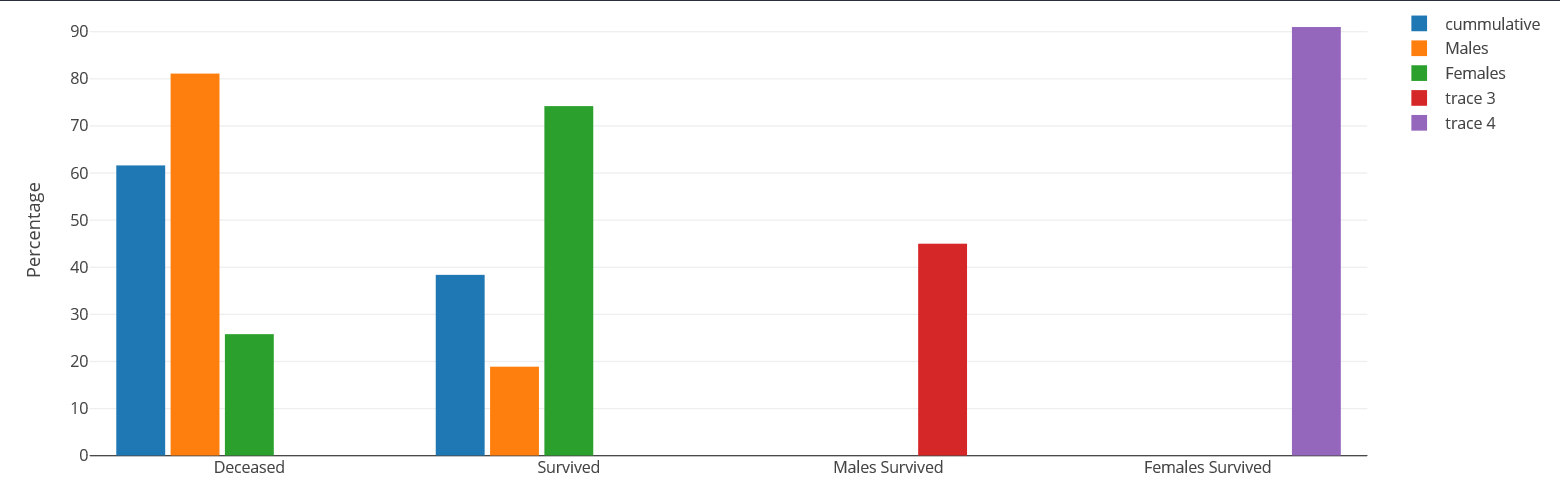 Percentage
90
80
70
60
50
40
30
20
10
0
Deceased
Survived
Males Survived
Females Survived
cummulative
Males
Females
trace 3
trace 4